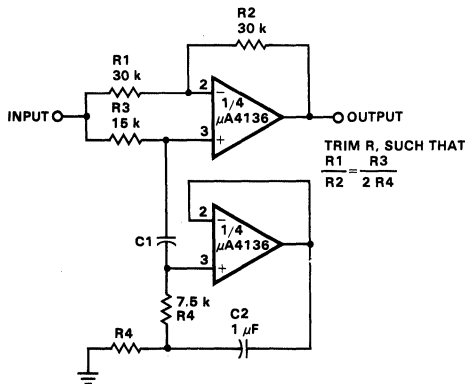 R2
30 k
R1
30 k
2
−
1/4
μA4136
INPUT
R3
15 k
3
+
OUTPUT
TRIM R, SUCH THAT
R1/R2 = R3/2 R4
2
−
1/4
μA4136
C1
3
+
7.5 k
R4
C2
1 μF
R4